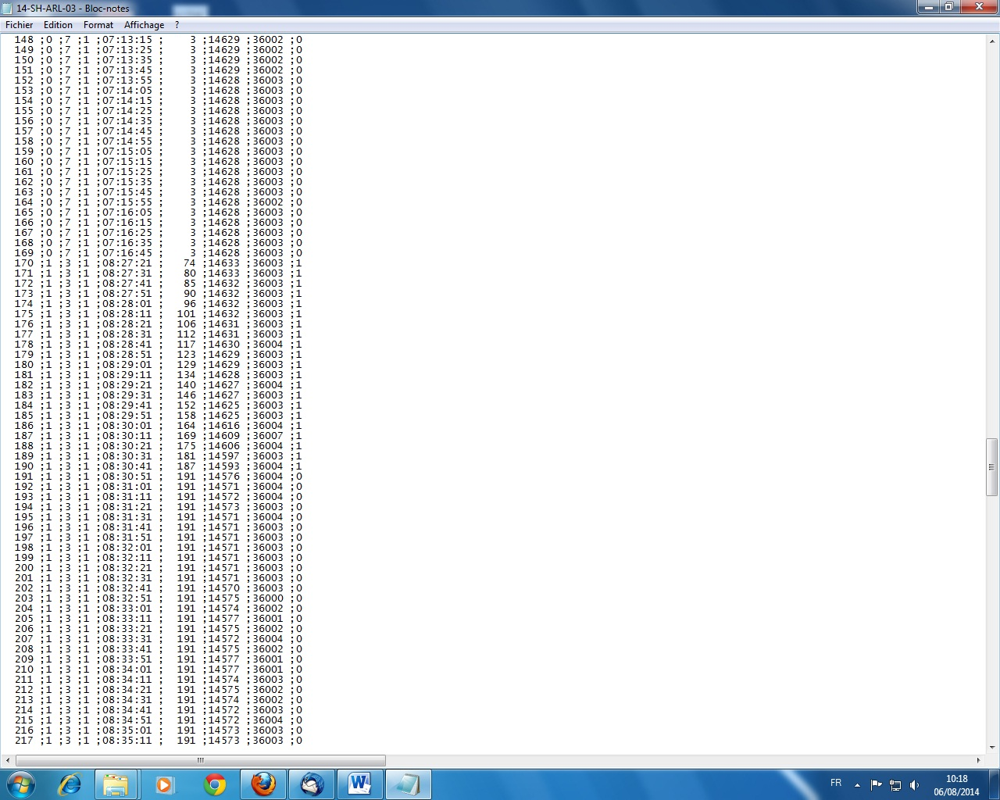 14-SH-ARL-03 - Bloc-notes
Fichier Edition Format Affichage ?
148 ;0 ;7 ;1 ;07:13:15 ; 3 ;14629 ;36002 ;0
149 ;0 ;7 ;1 ;07:13:25 ; 3 ;14629 ;36002 ;0
150 ;0 ;7 ;1 ;07:13:35 ; 3 ;14629 ;36002 ;0
151 ;0 ;7 ;1 ;07:13:45 ; 3 ;14629 ;36002 ;0
152 ;0 ;7 ;1 ;07:13:55 ; 3 ;14628 ;36003 ;0
153 ;0 ;7 ;1 ;07:14:05 ; 3 ;14628 ;36003 ;0
154 ;0 ;7 ;1 ;07:14:15 ; 3 ;14628 ;36003 ;0
155 ;0 ;7 ;1 ;07:14:25 ; 3 ;14628 ;36003 ;0
156 ;0 ;7 ;1 ;07:14:35 ; 3 ;14628 ;36003 ;0
157 ;0 ;7 ;1 ;07:14:45 ; 3 ;14628 ;36003 ;0
158 ;0 ;7 ;1 ;07:14:55 ; 3 ;14628 ;36003 ;0
159 ;0 ;7 ;1 ;07:15:05 ; 3 ;14628 ;36003 ;0
160 ;0 ;7 ;1 ;07:15:15 ; 3 ;14628 ;36003 ;0
161 ;0 ;7 ;1 ;07:15:25 ; 3 ;14628 ;36003 ;0
162 ;0 ;7 ;1 ;07:15:35 ; 3 ;14628 ;36003 ;0
163 ;0 ;7 ;1 ;07:15:45 ; 3 ;14628 ;36003 ;0
164 ;0 ;7 ;1 ;07:15:55 ; 3 ;14628 ;36002 ;0
165 ;0 ;7 ;1 ;07:16:05 ; 3 ;14628 ;36003 ;0
166 ;0 ;7 ;1 ;07:16:15 ; 3 ;14628 ;36003 ;0
167 ;0 ;7 ;1 ;07:16:25 ; 3 ;14628 ;36003 ;0
168 ;0 ;7 ;1 ;07:16:35 ; 3 ;14628 ;36003 ;0
169 ;0 ;7 ;1 ;07:16:45 ; 3 ;14628 ;36003 ;0
170 ;1 ;3 ;1 ;08:27:21 ; 74 ;14633 ;36003 ;1
171 ;1 ;3 ;1 ;08:27:31 ; 80 ;14633 ;36003 ;1
172 ;1 ;3 ;1 ;08:27:41 ; 85 ;14632 ;36003 ;1
173 ;1 ;3 ;1 ;08:27:51 ; 90 ;14632 ;36003 ;1
174 ;1 ;3 ;1 ;08:28:01 ; 96 ;14632 ;36003 ;1
175 ;1 ;3 ;1 ;08:28:11 ; 101 ;14632 ;36003 ;1
176 ;1 ;3 ;1 ;08:28:21 ; 106 ;14631 ;36003 ;1
177 ;1 ;3 ;1 ;08:28:31 ; 112 ;14631 ;36003 ;1
178 ;1 ;3 ;1 ;08:28:41 ; 117 ;14630 ;36004 ;1
179 ;1 ;3 ;1 ;08:28:51 ; 123 ;14629 ;36003 ;1
180 ;1 ;3 ;1 ;08:29:01 ; 129 ;14629 ;36003 ;1
181 ;1 ;3 ;1 ;08:29:11 ; 134 ;14628 ;36003 ;1
182 ;1 ;3 ;1 ;08:29:21 ; 140 ;14627 ;36004 ;1
183 ;1 ;3 ;1 ;08:29:31 ; 146 ;14627 ;36003 ;1
184 ;1 ;3 ;1 ;08:29:41 ; 152 ;14625 ;36003 ;1
185 ;1 ;3 ;1 ;08:29:51 ; 158 ;14625 ;36003 ;1
186 ;1 ;3 ;1 ;08:30:01 ; 164 ;14616 ;36004 ;1
187 ;1 ;3 ;1 ;08:30:11 ; 169 ;14609 ;36007 ;1
188 ;1 ;3 ;1 ;08:30:21 ; 175 ;14606 ;36004 ;1
189 ;1 ;3 ;1 ;08:30:31 ; 181 ;14597 ;36003 ;1
190 ;1 ;3 ;1 ;08:30:41 ; 187 ;14593 ;36004 ;1
191 ;1 ;3 ;1 ;08:30:51 ; 191 ;14576 ;36004 ;0
192 ;1 ;3 ;1 ;08:31:01 ; 191 ;14571 ;36004 ;0
193 ;1 ;3 ;1 ;08:31:11 ; 191 ;14572 ;36004 ;0
194 ;1 ;3 ;1 ;08:31:21 ; 191 ;14573 ;36003 ;0
195 ;1 ;3 ;1 ;08:31:31 ; 191 ;14571 ;36004 ;0
196 ;1 ;3 ;1 ;08:31:41 ; 191 ;14571 ;36003 ;0
197 ;1 ;3 ;1 ;08:31:51 ; 191 ;14571 ;36003 ;0
198 ;1 ;3 ;1 ;08:32:01 ; 191 ;14571 ;36003 ;0
199 ;1 ;3 ;1 ;08:32:11 ; 191 ;14571 ;36003 ;0
200 ;1 ;3 ;1 ;08:32:21 ; 191 ;14571 ;36003 ;0
201 ;1 ;3 ;1 ;08:32:31 ; 191 ;14571 ;36003 ;0
202 ;1 ;3 ;1 ;08:32:41 ; 191 ;14570 ;36003 ;0
203 ;1 ;3 ;1 ;08:32:51 ; 191 ;14575 ;36000 ;0
204 ;1 ;3 ;1 ;08:33:01 ; 191 ;14574 ;36002 ;0
205 ;1 ;3 ;1 ;08:33:11 ; 191 ;14577 ;36001 ;0
206 ;1 ;3 ;1 ;08:33:21 ; 191 ;14575 ;36002 ;0
207 ;1 ;3 ;1 ;08:33:31 ; 191 ;14572 ;36004 ;0
208 ;1 ;3 ;1 ;08:33:41 ; 191 ;14575 ;36002 ;0
209 ;1 ;3 ;1 ;08:33:51 ; 191 ;14577 ;36001 ;0
210 ;1 ;3 ;1 ;08:34:01 ; 191 ;14577 ;36001 ;0
211 ;1 ;3 ;1 ;08:34:11 ; 191 ;14574 ;36003 ;0
212 ;1 ;3 ;1 ;08:34:21 ; 191 ;14575 ;36002 ;0
213 ;1 ;3 ;1 ;08:34:31 ; 191 ;14574 ;36002 ;0
214 ;1 ;3 ;1 ;08:34:41 ; 191 ;14572 ;36003 ;0
215 ;1 ;3 ;1 ;08:34:51 ; 191 ;14572 ;36004 ;0
216 ;1 ;3 ;1 ;08:35:01 ; 191 ;14573 ;36003 ;0
217 ;1 ;3 ;1 ;08:35:11 ; 191 ;14573 ;36003 ;0
FR
10:18
06/08/2014